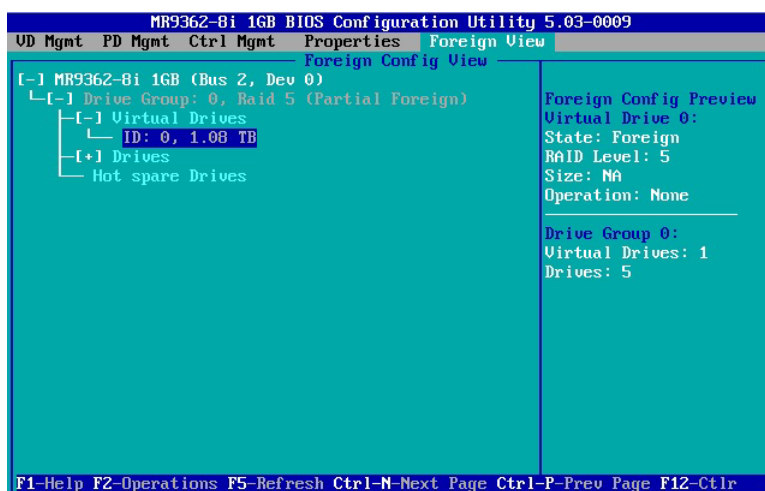 MR9362-8i 1GB BIOS Configuration Utility 5.03-0009
VD Mgmt PD Mgmt Ctrl Mgmt Properties Foreign View
Foreign Config View
[-] MR9362-8i 1GB (Bus 2, Dev 0)
[-] Drive Group: 0, Raid 5 (Partial Foreign)
[-] Virtual Drives
ID: 0, 1.08 TB
[+] Drives
Hot spare Drives
Foreign Config Preview
Virtual Drive 0:
State: Foreign
RAID Level: 5
Size: NA
Operation: None
Drive Group 0:
Virtual Drives: 1
Drives: 5
F1-Help F2-Operations F5-Refresh Ctrl-N-Next Page Ctrl-P-Prev Page F12-Ctlr